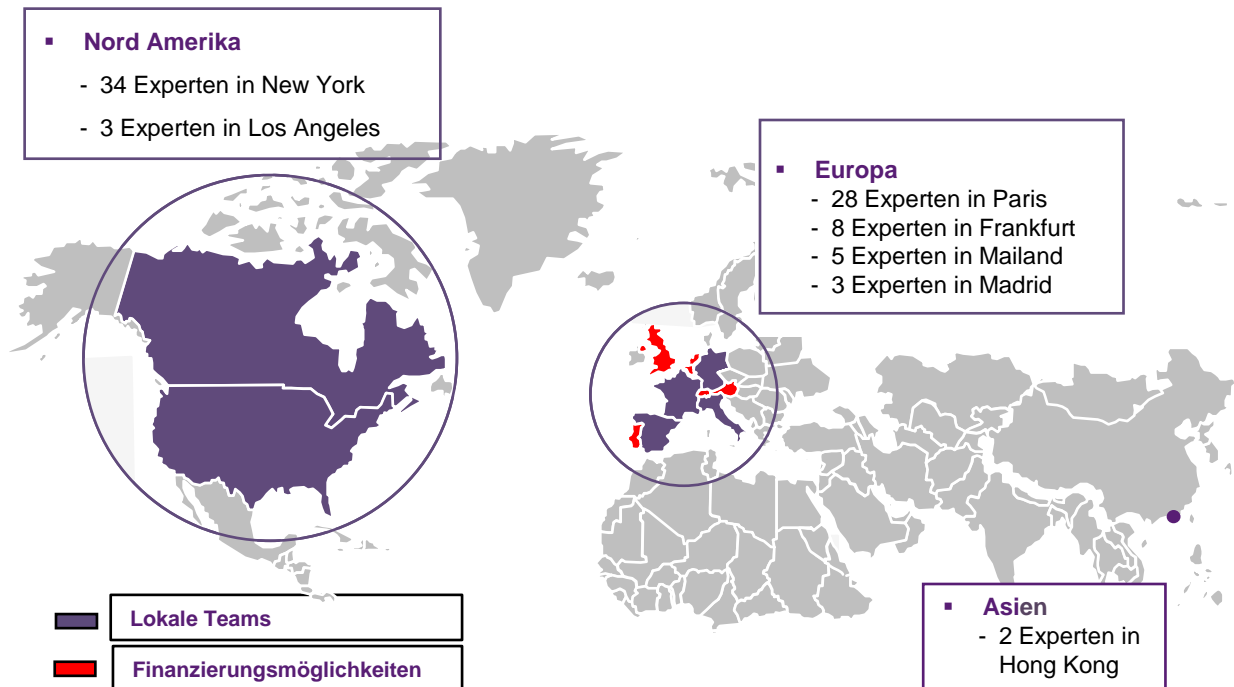 ▪ Nord Amerika
- 34 Experten in New York
- 3 Experten in Los Angeles
▪ Europa
- 28 Experten in Paris
- 8 Experten in Frankfurt
- 5 Experten in Mailand
- 3 Experten in Madrid
▪ Asien
- 2 Experten in
Hong Kong
Lokale Teams
Finanzierungsmöglichkeiten